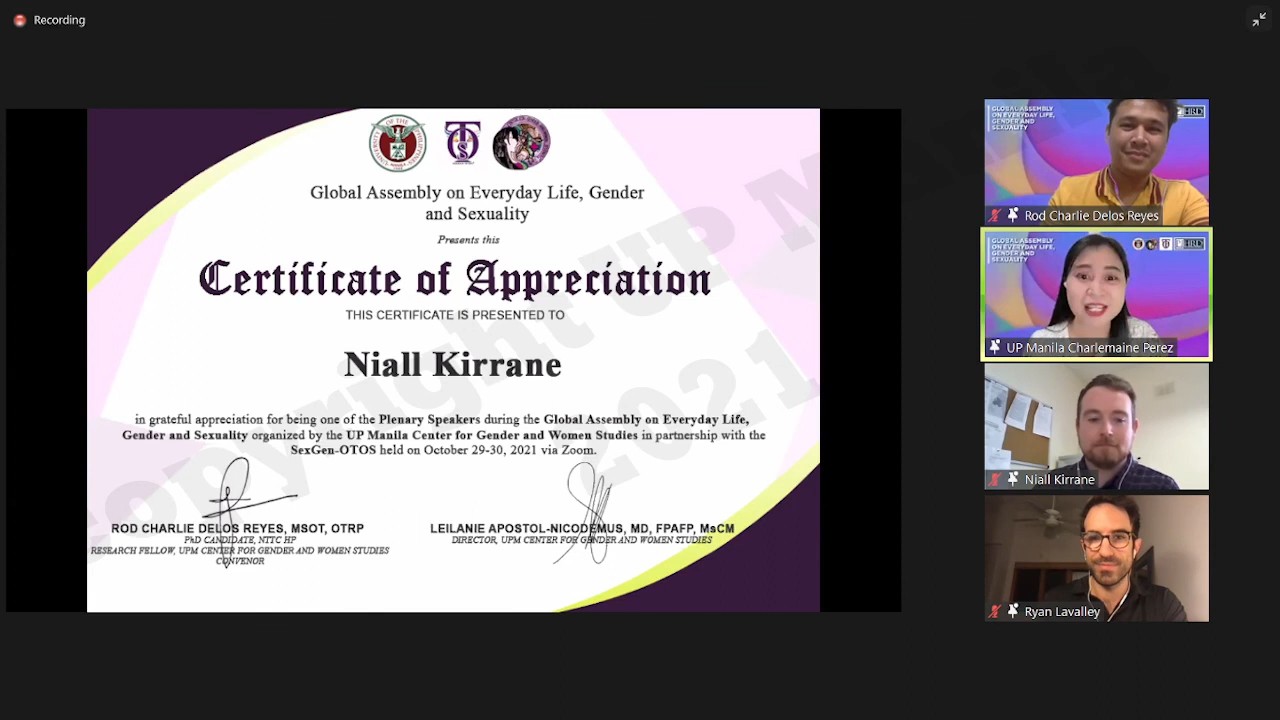 Recording
Global Assembly on Everyday Life, Gender
and Sexuality
Presents this
Certificate of Appreciation
THIS CERTIFICATE IS PRESENTED TO
Niall Kirrane
in grateful appreciation for being one of the Plenary Speakers during the Global Assembly on Everyday Life,
Gender and Sexuality organized by the UP Manila Center for Gender and Women Studies in partnership with the
SexGen-OTOS held on October 29-30, 2021 via Zoom.
ROD CHARLIE DELOS REYES, MSOT, OTRP
PhD CANDIDATE, NTTC HP
RESEARCH FELLOW, UPM CENTER FOR GENDER AND WOMEN STUDIES
CONVENOR
LEILANIE APOSTOL-NICODEMUS, MD, FPAFP, MsCM
DIRECTOR, UPM CENTER FOR GENDER AND WOMEN STUDIES
Copyright UP Manila
2021
GLOBAL ASSEMBLY
ON EVERYDAY LIFE,
GENDER AND
SEXUALITY
Rod Charlie Delos Reyes
GLOBAL ASSEMBLY
ON EVERYDAY LIFE,
GENDER AND
SEXUALITY
UP Manila Charlemaine Perez
Niall Kirrane
Ryan Lavalley